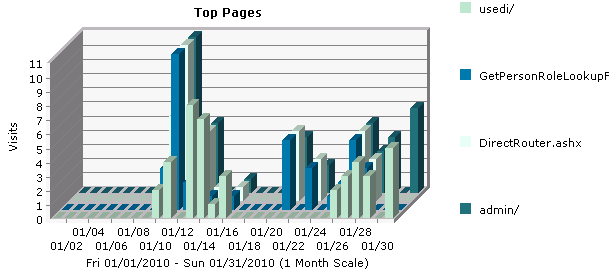 Top Pages
usedi/
GetPersonRoleLookupF
DirectRouter.ashx
admin/
Visits
11
10
9
8
7
6
5
4
3
2
1
0
01/04 01/08 01/12 01/16 01/20 01/24 01/28
01/02 01/06 01/10 01/14 01/18 01/22 01/26 01/30
Fri 01/01/2010 - Sun 01/31/2010 (1 Month Scale)